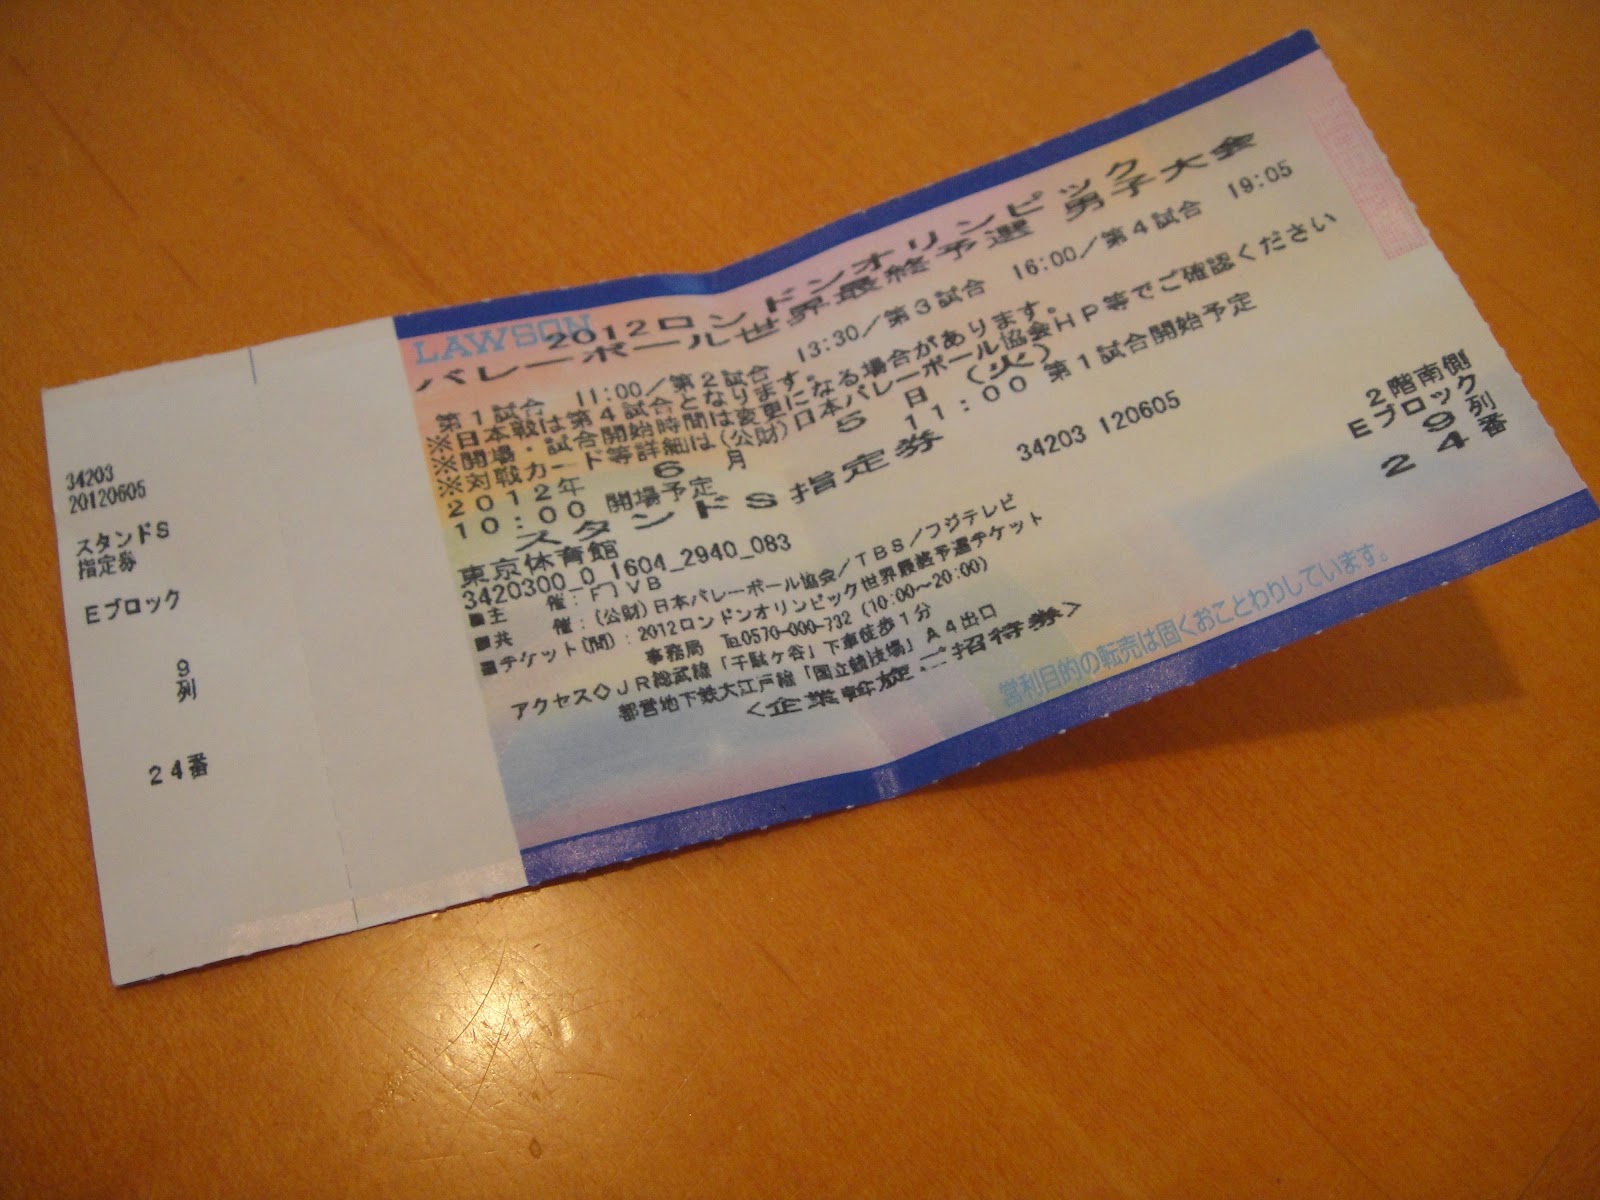 34203
20120605
スタンドS
指定券
Eブロック
9
列
24番
LAWSON
2012ロンドンオリンピック
バレーボール世界最終予選 男子大会
第1試合 11:00/第2試合 13:30/第3試合 16:00/第4試合 19:05
※日本戦は第4試合となります。
※開場・試合開始時間は変更になる場合があります。
※対戦カード等詳細は(公財)日本バレーボール協会HP等でご確認ください
2012年 6月 5日(火)
10:00 開場予定 11:00 第1試合開始予定
スタンドS指定券
東京体育館 34203 120605
3420300_0_1604_2940_083
■主 催:FIVB
■共 催:(公財)日本バレーボール協会/TBS/フジテレビ
■チケット(問):2012ロンドンオリンピック世界最終予選チケット
事務局 ℡0570-000-732 (10:00~20:00)
アクセス◇JR総武線「千駄ヶ谷」下車徒歩1分
都営地下鉄大江戸線「国立競技場」A4出口
<企業斡旋ご招待券>
2階南側
Eブロック
9列
24番
営利目的の転売は固くおことわりしています。